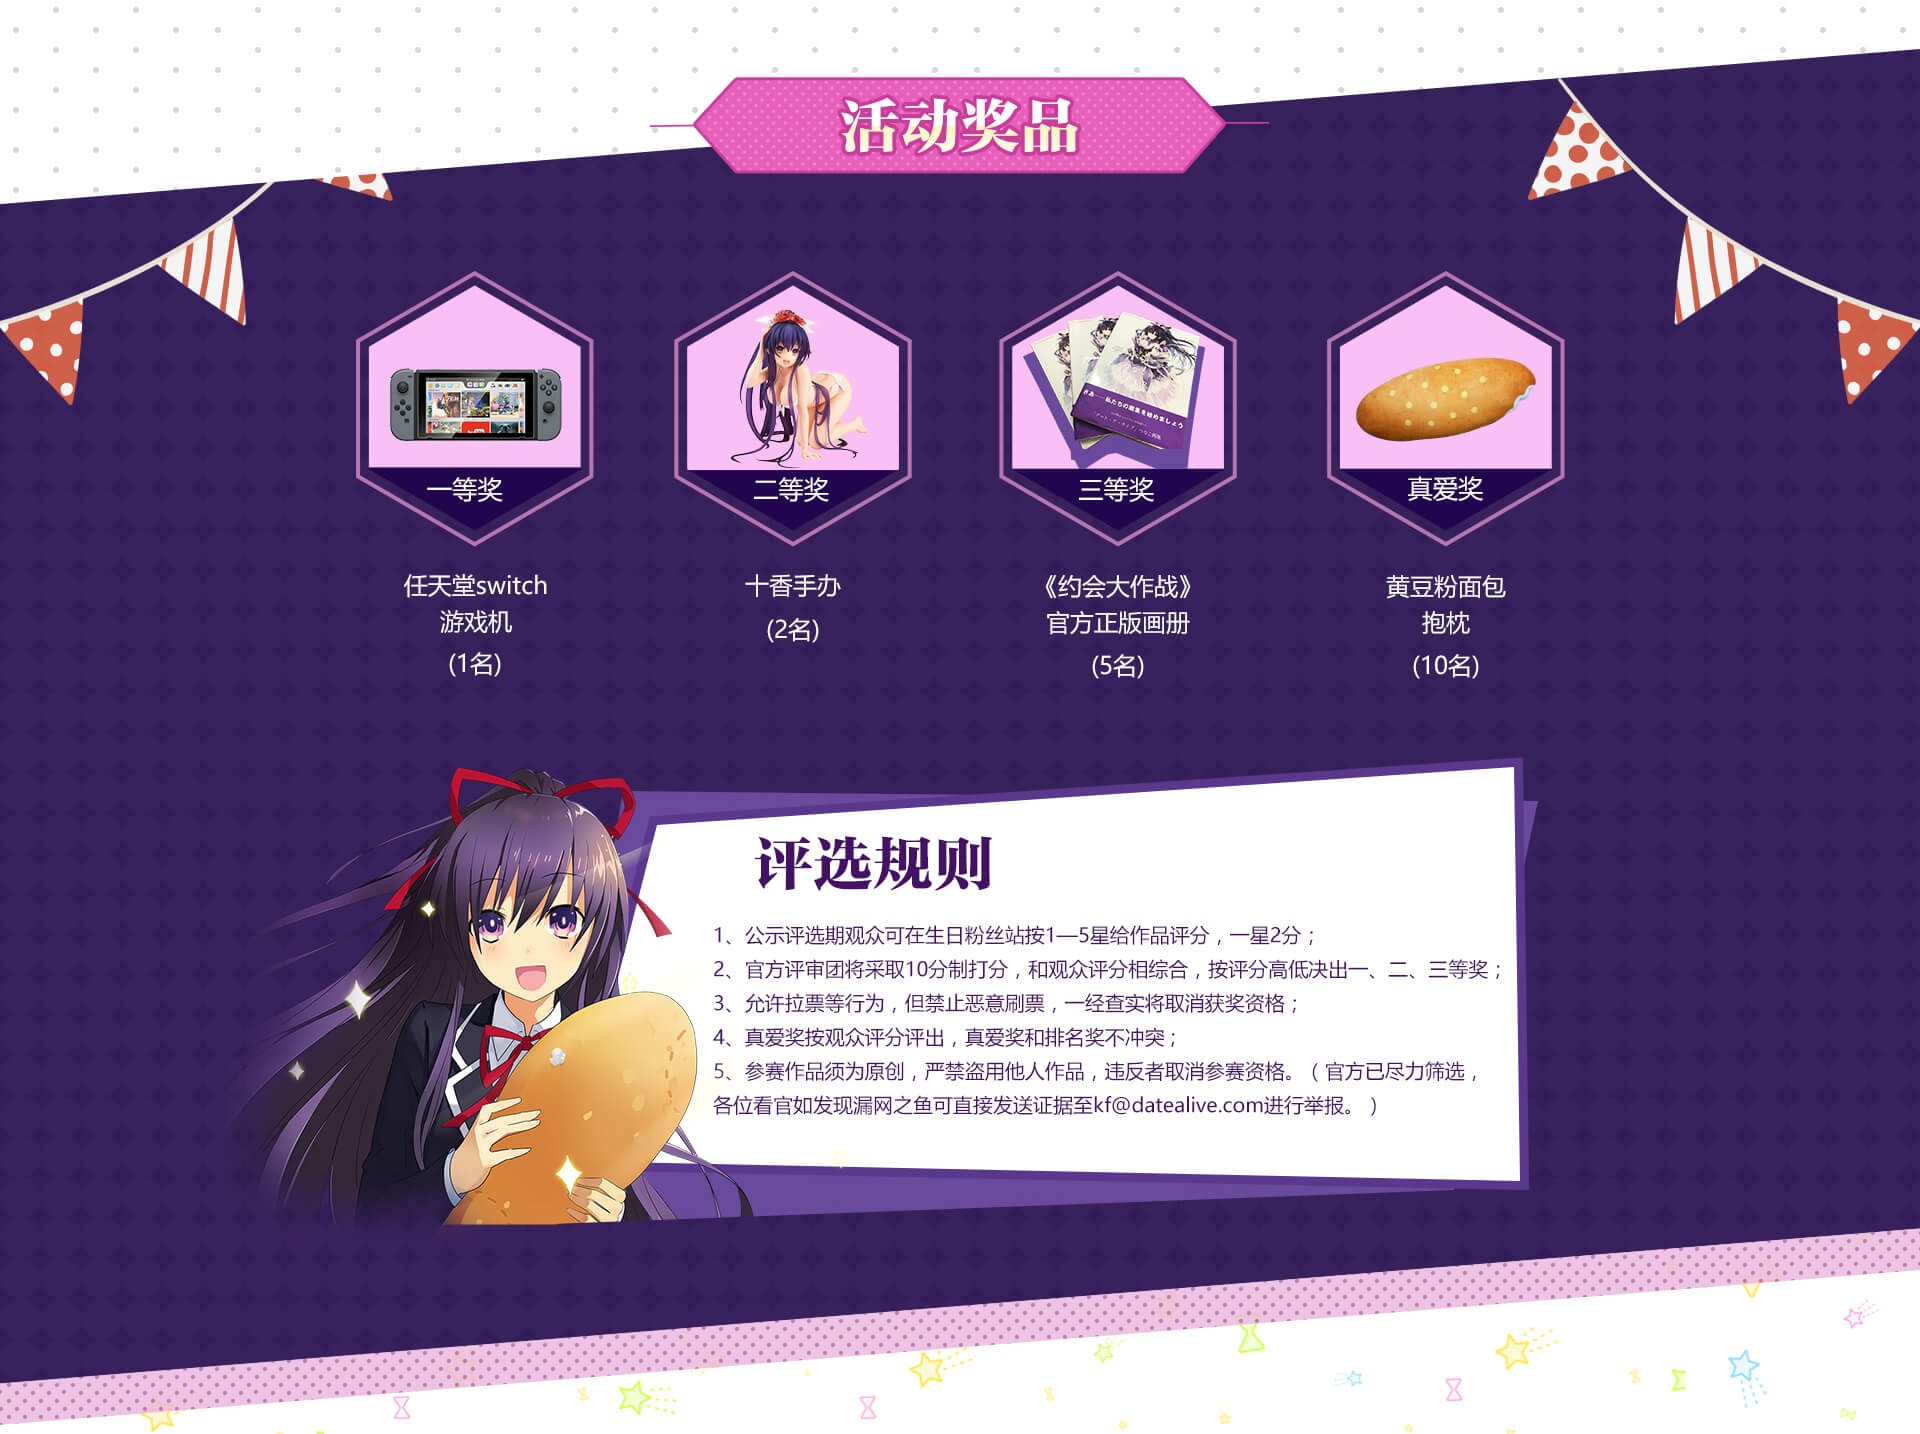 活动奖品
一等奖
二等奖
三等奖
真爱奖
任天堂switch
游戏机
(1名)
十香手办
(2名)
《约会大作战》
官方正版画册
(5名)
黄豆粉面包
抱枕
(10名)
评选规则
1、公示评选期观众可在生日粉丝站按1—5星给作品评分，一星2分；
2、官方评审团将采取10分制打分，和观众评分相综合，按评分高低决出一、二、三等奖；
3、允许拉票等行为，但禁止恶意刷票，一经查实将取消获奖资格；
4、真爱奖按观众评分评出，真爱奖和排名奖不冲突；
5、参赛作品须为原创，严禁盗用他人作品，违反者取消参赛资格。（官方已尽力筛选，
各位看官如发现漏网之鱼可直接发送证据至kf@datealive.com进行举报。）